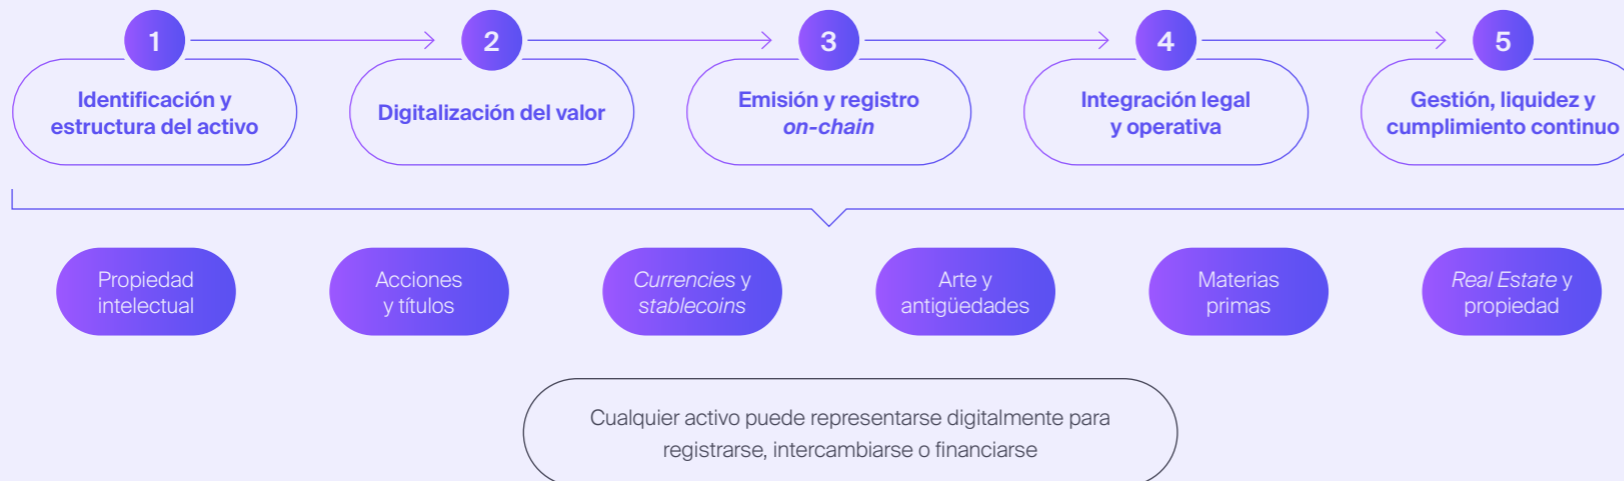 1
2
3
4
5
Identificación y
estructura del activo
Digitalización del valor
Emisión y registro
on-chain
Integración legal
y operativa
Gestión, liquidez y
cumplimiento continuo
Propiedad
intelectual
Acciones
y títulos
Currencies y
stablecoins
Arte y
antigüedades
Materias
primas
Real Estate y
propiedad
Cualquier activo puede representarse digitalmente para
registrarse, intercambiarse o financiarse